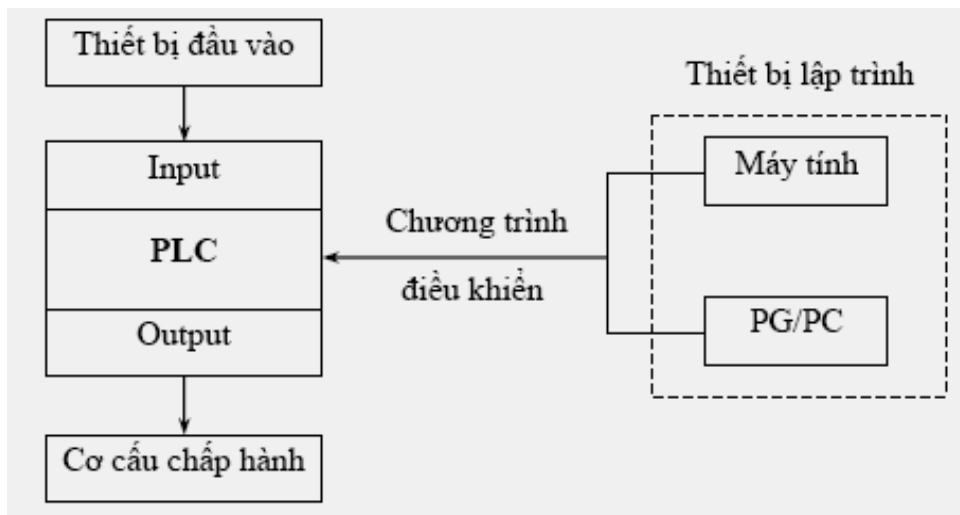 Thiết bị đầu vào
Thiết bị lập trình
Input
Máy tính
PLC
Chương trình
điều khiển
Output
PG/PC
Cơ cấu chấp hành